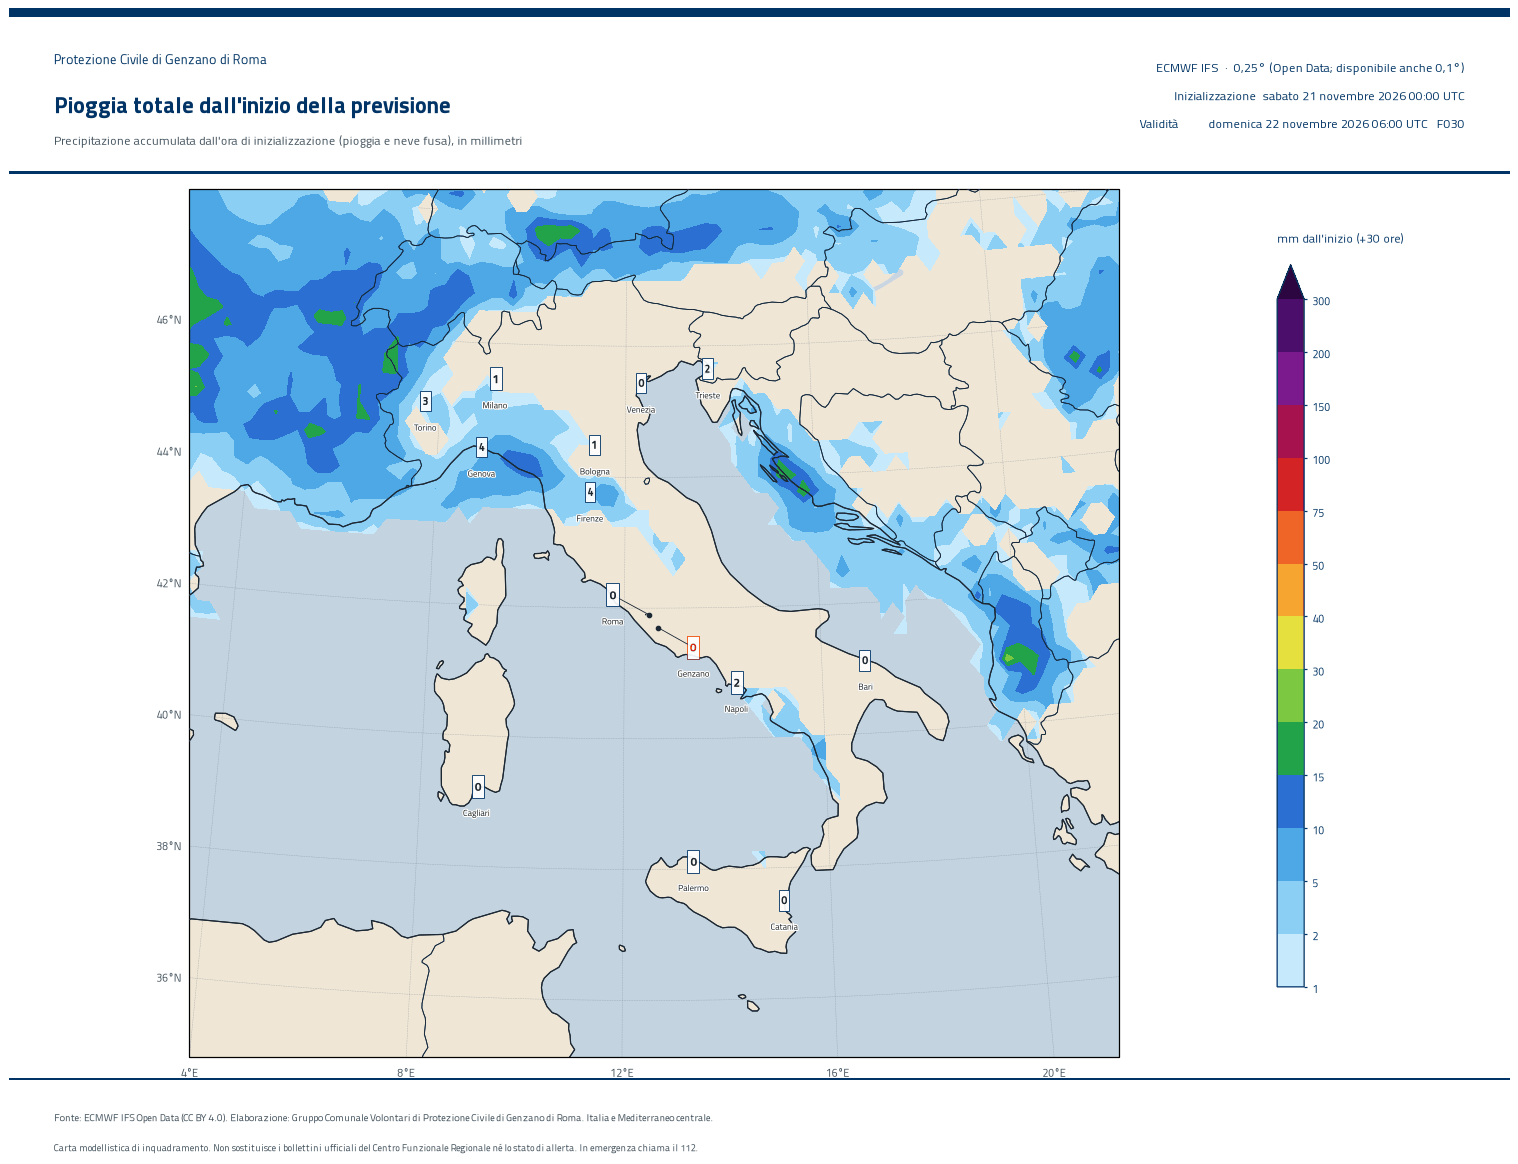 Protezione Civile di Genzano di Roma
Pioggia totale dall'inizio della previsione
Precipitazione accumulata dall'ora di inizializzazione (pioggia e neve fusa), in millimetri
ECMWF IFS · 0,25° (Open Data; disponibile anche 0,1°)
Inizializzazione sabato 21 novembre 2026 00:00 UTC
Validità domenica 22 novembre 2026 06:00 UTC F030
mm dall'inizio (+30 ore)
300
200
150
100
75
50
40
30
20
15
10
5
2
1
46°N
44°N
42°N
40°N
38°N
36°N
4°E
8°E
12°E
16°E
20°E
1
Milano
3
Torino
0
Venezia
2
Trieste
4
Genova
1
Bologna
4
Firenze
0
Roma
0
Genzano
2
Napoli
0
Bari
0
Cagliari
0
Palermo
0
Catania
Fonte: ECMWF IFS Open Data (CC BY 4.0). Elaborazione: Gruppo Comunale Volontari di Protezione Civile di Genzano di Roma. Italia e Mediterraneo centrale.
Carta modellistica di inquadramento. Non sostituisce i bollettini ufficiali del Centro Funzionale Regionale né lo stato di allerta. In emergenza chiama il 112.